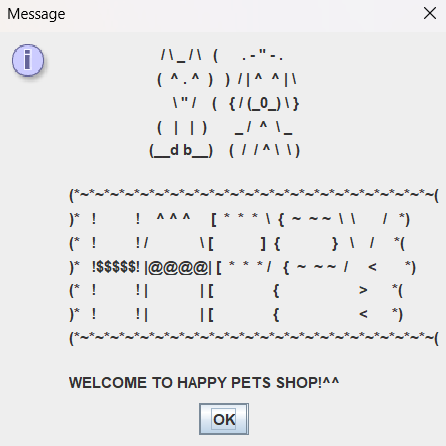 Message
/ \ _ / \   (     . - " - .
( ^ . ^ )  )  / | ^  ^ | \
\ " /    (   { / (_0_) \ }
(  |  |  )       _ /  ^  \ _
(__d b__)    (  /  / ^ \  \ )
(*~*~*~*~*~*~*~*~*~*~*~*~*~*~*~*~*~*~*~*~*~*~*~*~(
)*   !          !    ^ ^ ^     [  *  *  *  \  {  ~  ~ ~  \  \       /   *)
(*   !          ! /             \ [            ]  {             }   \   /     *(
)*   !$$$$$! |@@@@| [  *  *  * /   {  ~  ~ ~  /     <       *)
(*   !          ! |             | [               {                    >      *(
)*   !          ! |             | [               {                    <      *)
(*~*~*~*~*~*~*~*~*~*~*~*~*~*~*~*~*~*~*~*~*~*~*~*~(
WELCOME TO HAPPY PETS SHOP!^^
OK